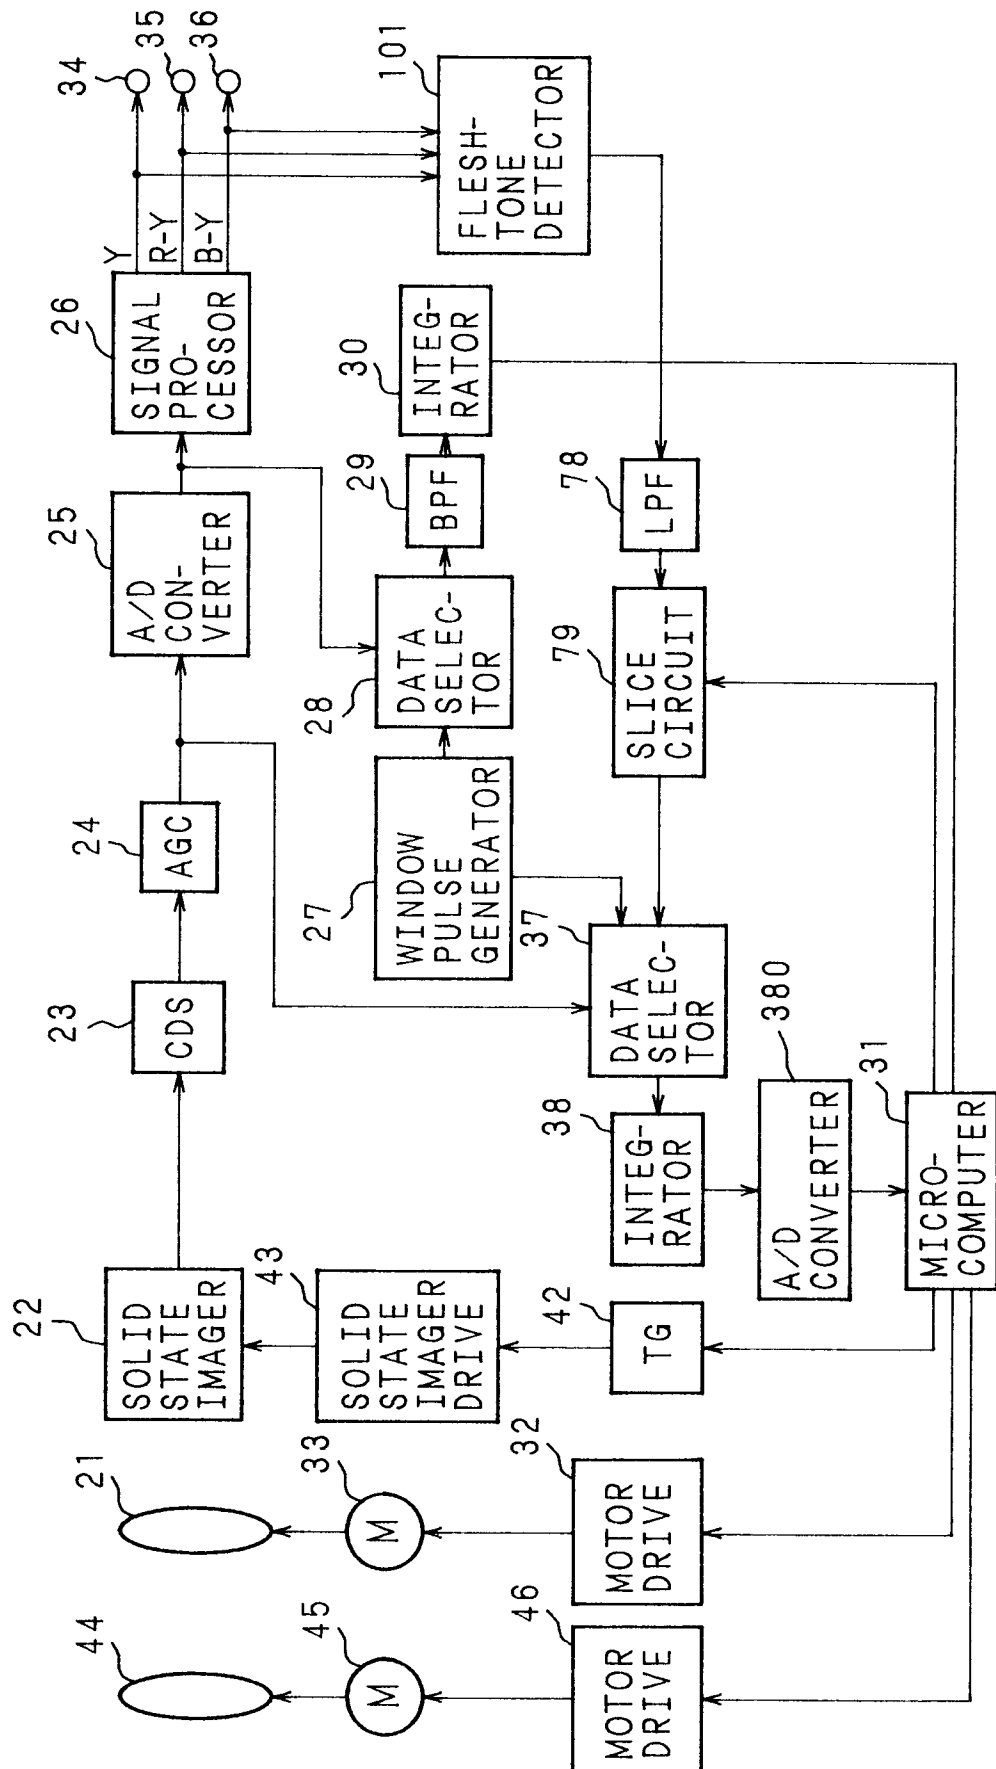 44
21
22
SOLID
STATE
IMAGER
23
CDS
24
AGC
25
A/D
CON-
VERTER
26
SIGNAL
PRO-
CESSOR
Y
R-Y
B-Y
34
35
36
45
M
33
M
43
SOLID
STATE
IMAGER
DRIVE
27
WINDOW
PULSE
GENERATOR
28
DATA
SELEC-
TOR
29
BPF
30
INTEG-
RATOR
101
FLESH-
TONE
DETECTOR
46
MOTOR
DRIVE
32
MOTOR
DRIVE
42
TG
38
INTEG-
RATOR
37
DATA
SELEC-
TOR
79
SLICE
CIRCUIT
78
LPF
380
A/D
CONVERTER
31
MICRO-
COMPUTER